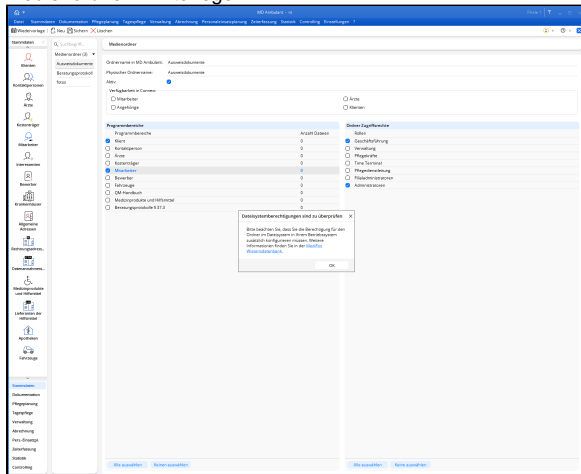 MD Ambulant
Datei Stammdaten Dokumentation Pflegeplanung Tagespflege Verwaltung Abrechnung Personaleinsatzplanung Zeiterfassung Statistik Controlling Einstellungen ?
Wiedervorlage Neu Sichern Löschen
Stammdaten
Klienten
Kontaktpersonen
Ärzte
Kostenträger
Mitarbeiter
Interessenten
Bewerber
Krankenhäuser
Allgemeine
Adressen
Rechnungsadress..
Datenannahmest..
Medizinprodukte
und Hilfsmittel
Lieferanten der
Hilfsmittel
Apotheken
Fahrzeuge
Stammdaten
Dokumentation
Pflegeplanung
Tagespflege
Verwaltung
Abrechnung
Pers.-Einsatzpl.
Zeiterfassung
Statistik
Controlling
Suchbegriff...
Medienordner (3)
Ausweisdokumente
Beratungsprotokoll
fotos
Medienordner
Ordnername in MD Ambulant: Ausweisdokumente
Physischer Ordnername: Ausweisdokumente
Aktiv:
Verfügbarkeit in Connext
Mitarbeiter
Ärzte
Angehörige
Klienten
Programmbereiche
Programmbereiche Anzahl Dateien
Klient 0
Kontaktperson 0
Ärzte 0
Kostenträger 0
Mitarbeiter 0
Bewerber 0
Fahrzeuge 0
QM-Handbuch 0
Medizinprodukte und Hilfsmittel 0
Beratungsprotokolle § 37.3 0
Ordner Zugriffsrechte
Rollen
Geschäftsführung
Verwaltung
Pflegekräfte
Time Terminal
Pflegedienstleitung
Filialadministratoren
Administratoren
Dateisystemberechtigungen sind zu überprüfen
Bitte beachten Sie, dass Sie die Berechtigung für den
Ordner im Dateisystem in Ihrem Betriebssystem
zusätzlich konfigurieren müssen. Weitere
Informationen finden Sie in der
Wissensdatenbank.
OK
Alle auswählen Keinen auswählen
Alle auswählen Keine auswählen